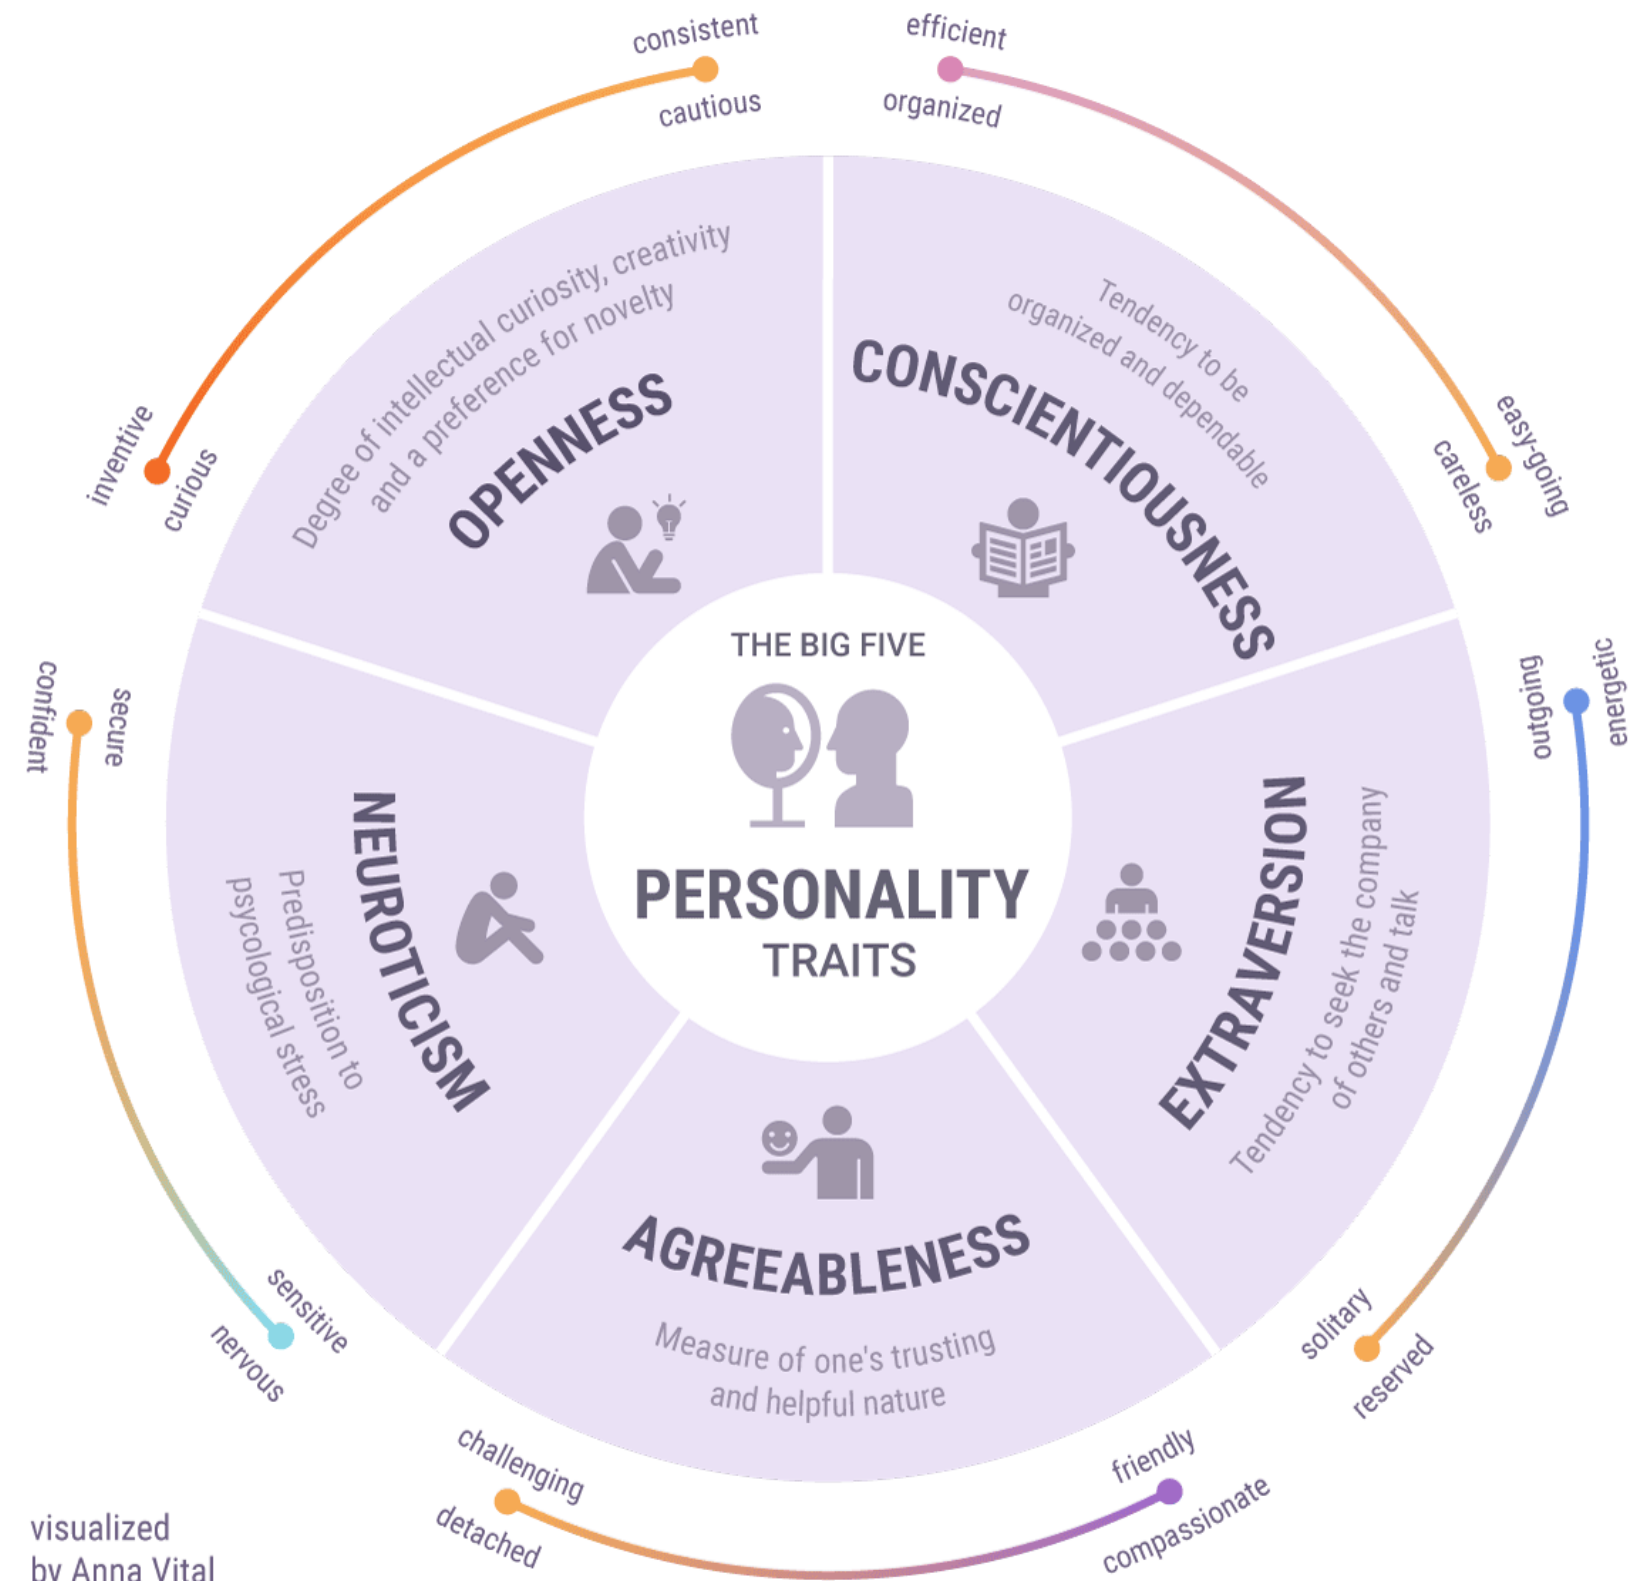 THE BIG FIVE
PERSONALITY
TRAITS
consistent
cautious
inventive
curious
Degree of intellectual curiosity, creativity
and a preference for novelty
OPENNESS
efficient
organized
easy-going
careless
Tendency to be
organized and dependable
CONSCIENTIOUSNESS
energetic
outgoing
solitary
reserved
EXTRAVERSION
Tendency to seek the company
of others and talk
AGREEABLENESS
Measure of one's trusting
and helpful nature
friendly
compassionate
challenging
detached
NEUROTICISM
Predisposition to
psycological stress
secure
confident
sensitive
nervous
visualized
by Anna Vital